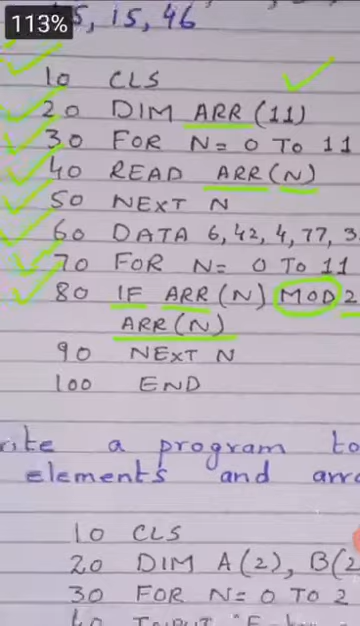 113%
5, 15, 46
10 CLS
20 DIM ARR (11)
30 FOR N= 0 TO 11
40 READ ARR(N)
50 NEXT N
60 DATA 6, 42, 4, 77, 3
70 FOR N= 0 TO 11
80 IF ARR(N) MOD 2
ARR(N)
90 NEXT N
100 END
a program to
elements and
10 CLS
20 DIM A(2), B(2
30 FOR N= 0 TO 2